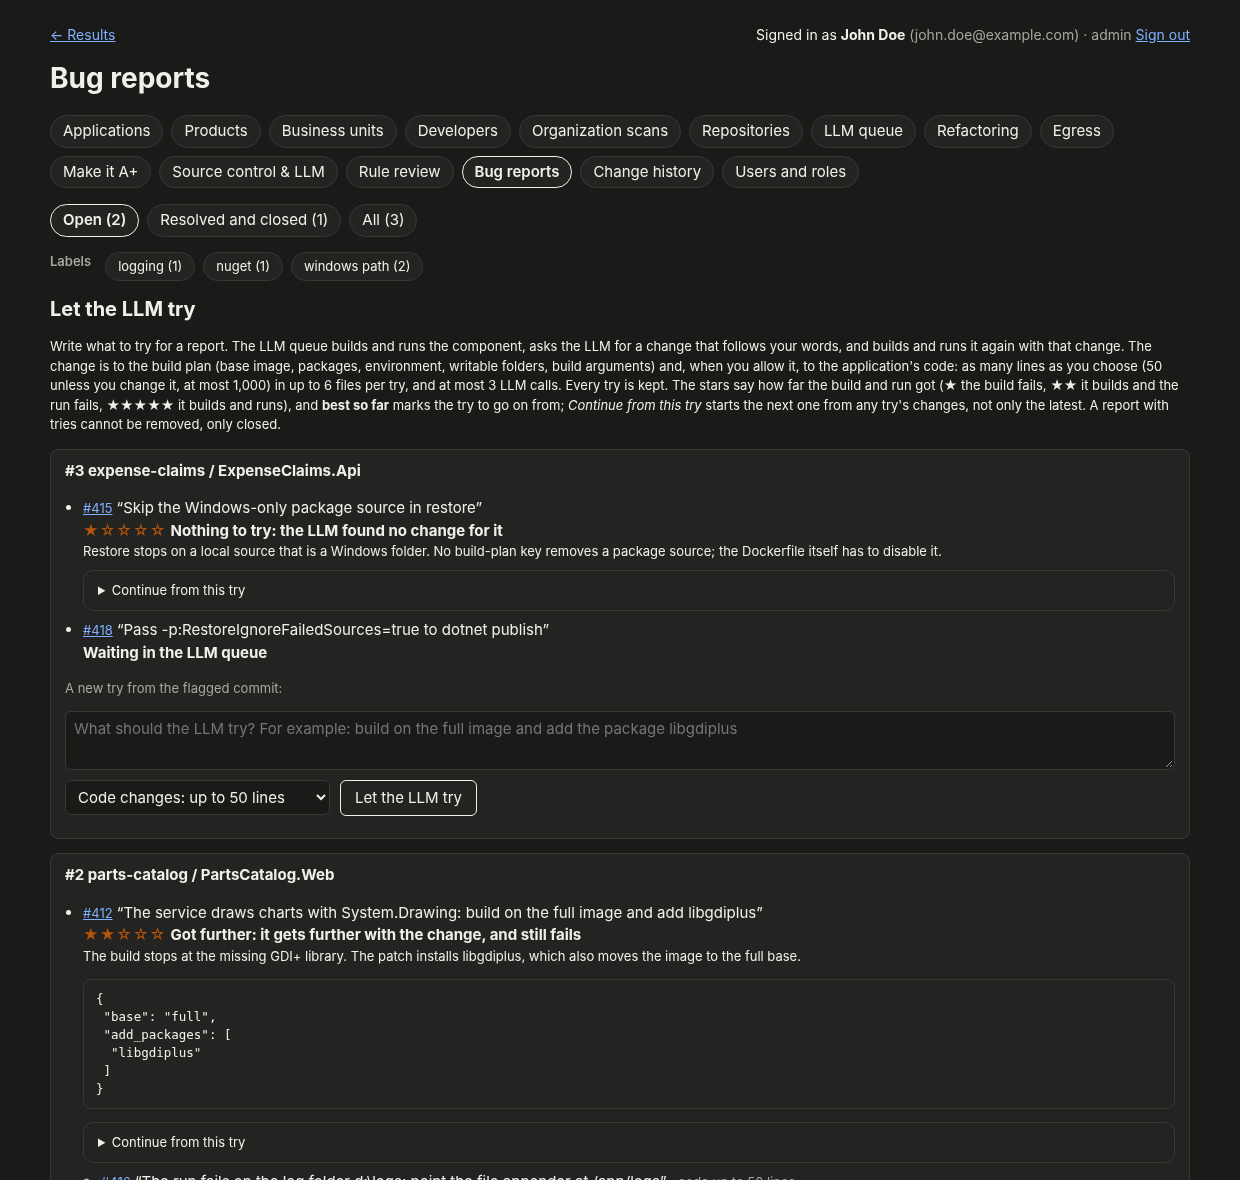 ← Results
Signed in as John Doe (john.doe@example.com) · admin Sign out
Bug reports
Applications Products Business units Developers Organization scans Repositories LLM queue Refactoring Egress
Make it A+ Source control & LLM Rule review Bug reports Change history Users and roles
Open (2) Resolved and closed (1) All (3)
Labels logging (1) nuget (1) windows path (2)
Let the LLM try
Write what to try for a report. The LLM queue builds and runs the component, asks the LLM for a change that follows your words, and builds and runs it again with that change. The
change is to the build plan (base image, packages, environment, writable folders, build arguments) and, when you allow it, to the application's code: as many lines as you choose (50
unless you change it, at most 1,000) in up to 6 files per try, and at most 3 LLM calls. Every try is kept. The stars say how far the build and run got (★ the build fails, ★★ it builds and the
run fails, ★★★★★ it builds and runs), and best so far marks the try to go on from; Continue from this try starts the next one from any try's changes, not only the latest. A report with
tries cannot be removed, only closed.
#3 expense-claims / ExpenseClaims.Api
• #415 “Skip the Windows-only package source in restore”
★☆☆☆☆ Nothing to try: the LLM found no change for it
Restore stops on a local source that is a Windows folder. No build-plan key removes a package source; the Dockerfile itself has to disable it.
▶ Continue from this try
• #418 “Pass -p:RestoreIgnoreFailedSources=true to dotnet publish”
Waiting in the LLM queue
A new try from the flagged commit:
What should the LLM try? For example: build on the full image and add the package libgdiplus
Code changes: up to 50 lines Let the LLM try
#2 parts-catalog / PartsCatalog.Web
• #412 “The service draws charts with System.Drawing: build on the full image and add libgdiplus”
★★☆☆☆ Got further: it gets further with the change, and still fails
The build stops at the missing GDI+ library. The patch installs libgdiplus, which also moves the image to the full base.
{
"base": "full",
"add_packages": [
"libgdiplus"
]
}
▶ Continue from this try